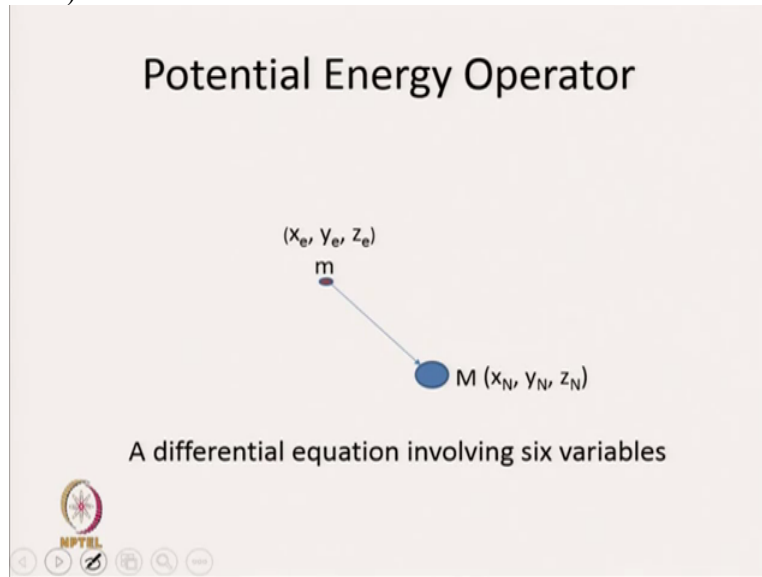 Potential Energy Operator
(xe, ye, ze)
m
M (xN, yN, zN)
A differential equation involving six variables
NPTEL